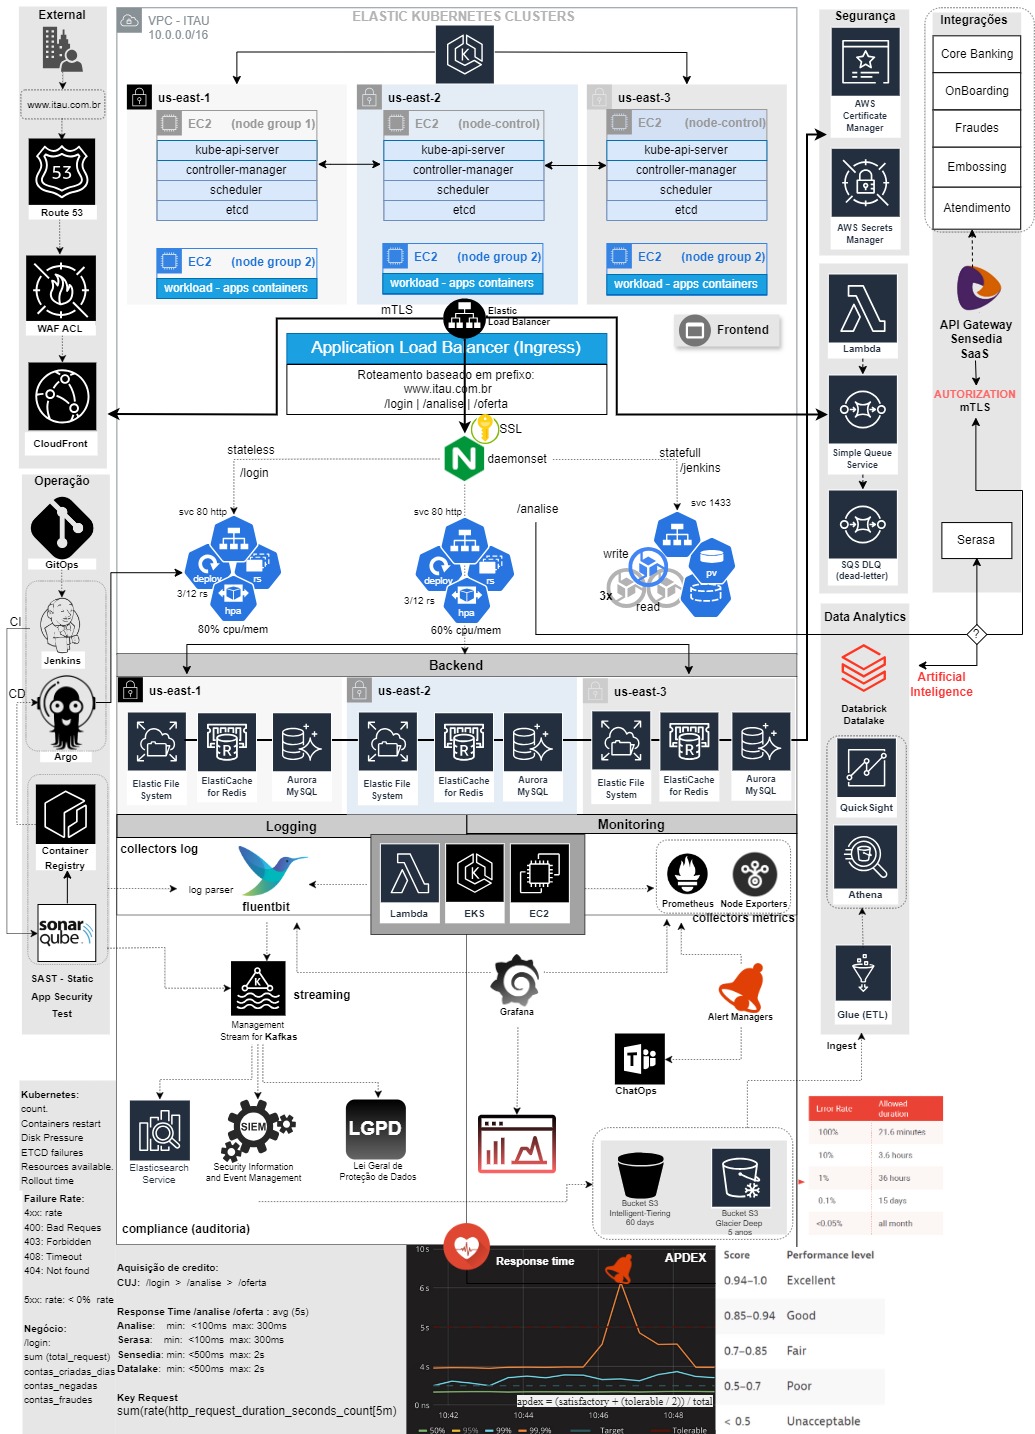 External
www.itau.com.br
53
Route 53
WAF ACL
CloudFront
Operação
GitOps
CI
Jenkins
CD
Argo
Container
Registry
sonar
qube
SAST - Static
App Security
Test
VPC - ITAU
10.0.0.0/16
ELASTIC KUBERNETES CLUSTERS
us-east-1
EC2 (node group 1)
kube-api-server
controller-manager
scheduler
etcd
EC2 (node group 2)
workload - apps containers
us-east-2
EC2 (node-control)
kube-api-server
controller-manager
scheduler
etcd
EC2 (node group 2)
workload - apps containers
us-east-3
EC2 (node-control)
kube-api-server
controller-manager
scheduler
etcd
EC2 (node group 2)
workload - apps containers
mTLS
Elastic
Load Balancer
Frontend
Application Load Balancer (Ingress)
Roteamento baseado em prefixo:
www.itau.com.br
/login | /analise | /oferta
SSL
N
daemonset
stateless
/login
statefull
/jenkins
svc 80 http
deploy
rs
hpa
3/12 rs
80% cpu/mem
svc 80 http
deploy
rs
hpa
3/12 rs
60% cpu/mem
/analise
svc 1433
write
3x
read
pv
Backend
us-east-1
Elastic File
System
ElastiCache
for Redis
Aurora
MySQL
us-east-2
Elastic File
System
ElastiCache
for Redis
Aurora
MySQL
us-east-3
Elastic File
System
ElastiCache
for Redis
Aurora
MySQL
Logging
Monitoring
collectors log
log parser
fluentbit
Lambda
EKS
EC2
Prometheus
Node Exporters
collectors metrics
streaming
Management
Stream for Kafkas
Grafana
Alert Managers
ChatOps
Elasticsearch
Service
SIEM
Security Information
and Event Management
LGPD
Lei Geral de
Proteção de Dados
Bucket S3
Intelligent-Tiering
60 days
Bucket S3
Glacier Deep
5 anos
compliance (auditoria)
Segurança
AWS
Certificate
Manager
AWS Secrets
Manager
Lambda
Simple Queue
Service
SQS DLQ
(dead-letter)
Data Analytics
Databrick
Datalake
QuickSight
Athena
Glue (ETL)
Ingest
Integrações
Core Banking
OnBoarding
Fraudes
Embossing
Atendimento
API Gateway
Sensedia
SaaS
AUTORIZATION
mTLS
Serasa
?
Artificial
Inteligence
Kubernetes:
count.
Containers restart
Disk Pressure
ETCD failures
Resources available.
Rollout time
Failure Rate:
4xx: rate
400: Bad Reques
403: Forbidden
408: Timeout
404: Not found
5xx: rate: < 0% rate
Negócio:
/login:
sum (total_request)
contas_criadas_dias
contas_negadas
contas_fraudes
Aquisição de credito:
CUJ: /login > /analise > /oferta
Response Time /analise /oferta : avg (5s)
Analise: min: <100ms max: 300ms
Serasa: min: <100ms max: 300ms
Sensedia: min: <500ms max: 2s
Datalake: min: <500ms max: 2s
Key Request
sum(rate(http_request_duration_seconds_count[5m)
Response time
APDEX
10 s
6 s
5 s
4 s
0 ns
apdex = (satisfactory + (tolerable / 2)) / total
10:42 10:44 10:46 10:48
50% 95% 99% 99.9% Target Tolerable
Error Rate Allowed duration
100% 21.6 minutes
10% 3.6 hours
1% 36 hours
0.1% 15 days
<0.05% all month
Score Performance level
0.94–1.0 Excellent
0.85–0.94 Good
0.7–0.85 Fair
0.5–0.7 Poor
< 0.5 Unacceptable